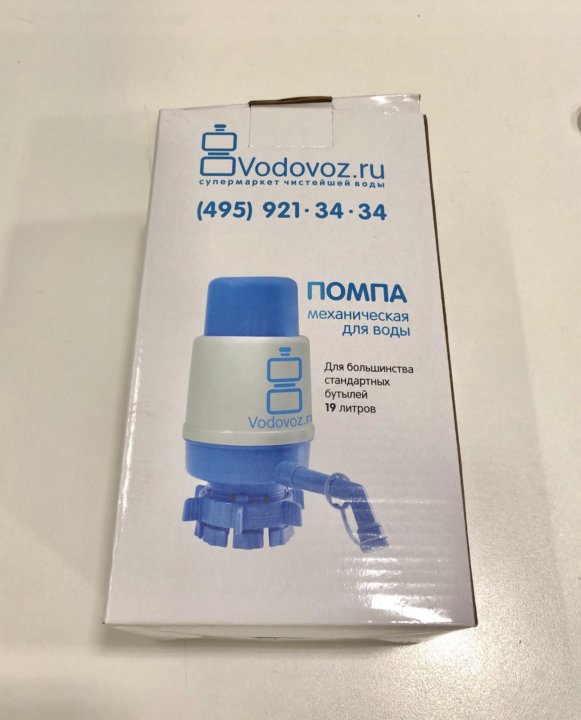 Vodovoz.ru
супермаркет чистейшей воды
(495) 921·34·34
ПОМПА
механическая
для воды
Для большинства
стандартных
бутылей
19 литров
Vodovoz.ru